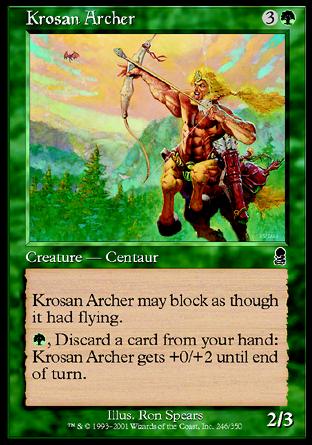 Krosan Archer 3
Creature — Centaur
Krosan Archer may block as though
it had flying.
, Discard a card from your hand:
Krosan Archer gets +0/+2 until end
of turn.
Illus. Ron Spears
™ & © 1993–2001 Wizards of the Coast, Inc. 246/350
2/3